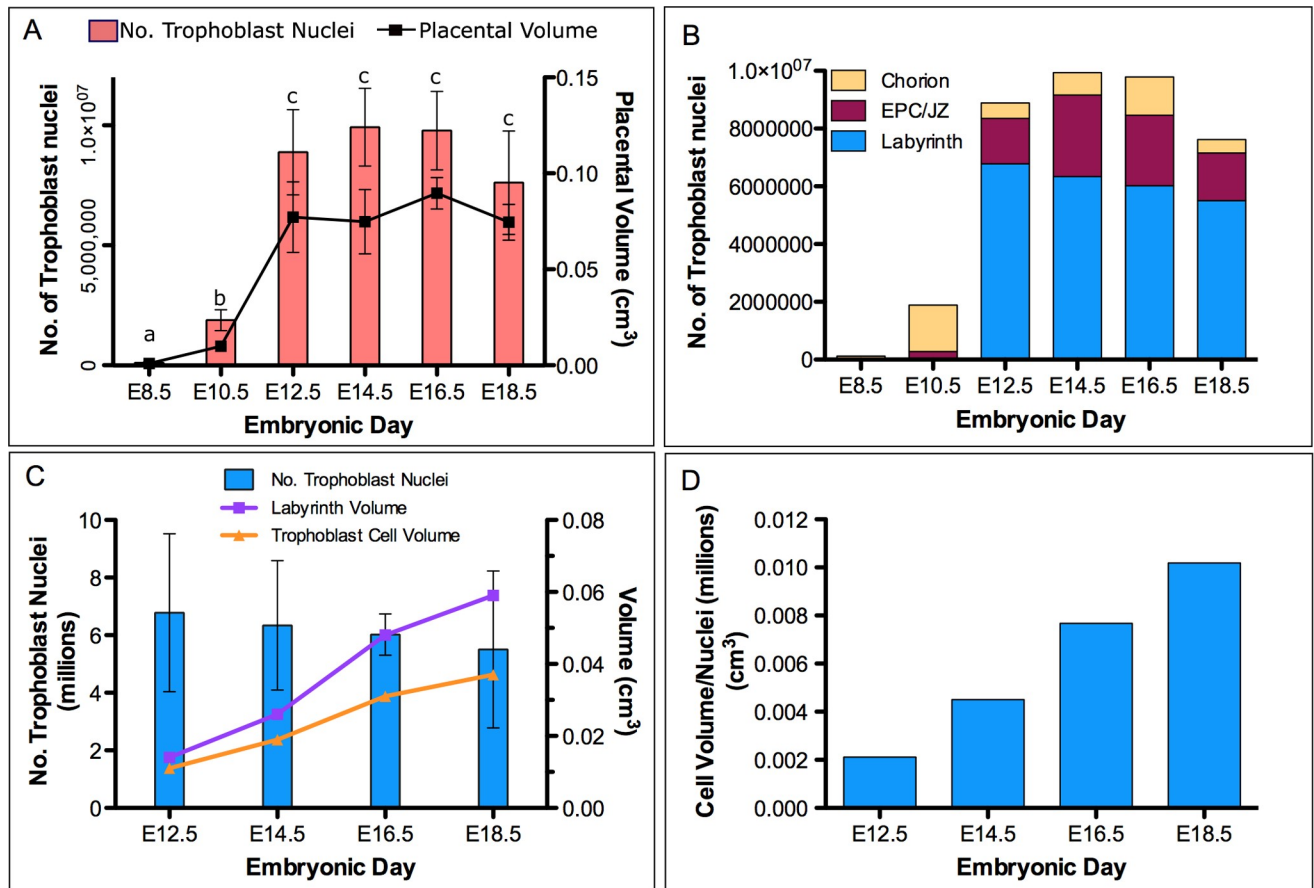 A
No. Trophoblast Nuclei
Placental Volume
No. of Trophoblast nuclei
1.0×10⁰⁷
5,000,000
0
a
b
c
c
c
c
0.15
0.10
0.05
0.00
Placental Volume (cm³)
E8.5 E10.5 E12.5 E14.5 E16.5 E18.5
Embryonic Day
B
No. of Trophoblast nuclei
1.0×10⁰⁷
8000000
6000000
4000000
2000000
0
Chorion
EPC/JZ
Labyrinth
E8.5 E10.5 E12.5 E14.5 E16.5 E18.5
Embryonic Day
C
No. Trophoblast Nuclei
Labyrinth Volume
Trophoblast Cell Volume
No. Trophoblast Nuclei
(millions)
10
8
6
4
2
0
0.08
0.06
0.04
0.02
0.00
Volume (cm³)
E12.5 E14.5 E16.5 E18.5
Embryonic Day
D
Cell Volume/Nuclei (millions)
(cm³)
0.012
0.010
0.008
0.006
0.004
0.002
0.000
E12.5 E14.5 E16.5 E18.5
Embryonic Day